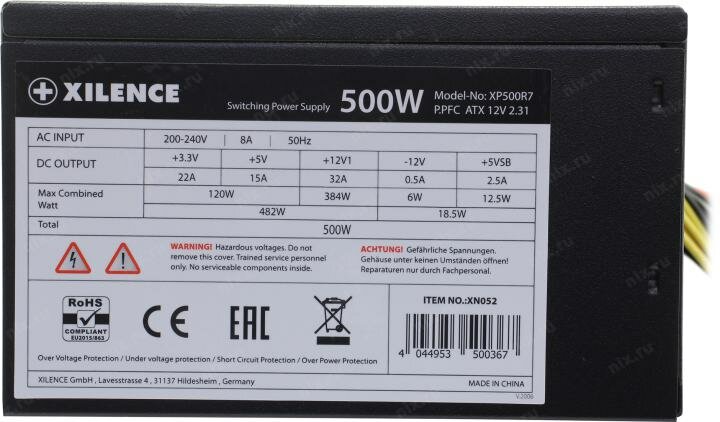 XILENCE
Switching Power Supply 500W Model-No: XP500R7
P.PFC ATX 12V 2.31
AC INPUT 200-240V 8A 50Hz
DC OUTPUT +3.3V +5V +12V1 -12V +5VSB
22A 15A 32A 0.5A 2.5A
Max Combined Watt 120W 384W 6W 12.5W
482W 18.5W
Total 500W
WARNING! Hazardous voltages. Do not
remove this cover. Trained service personnel
only. No serviceable components inside.
ACHTUNG! Gefährliche Spannungen.
Gehäuse unter keinen Umständen öffnen!
Reparaturen nur durch Fachpersonal.
RoHS
COMPLIANT
EU2015/863
CE
EAC
ITEM NO.:XN052
4 044953 500367
Over Voltage Protection / Under voltage protection / Short Circuit Protection / Over Power Protection
XILENCE GmbH , Lavesstrasse 4 , 31137 Hildesheim , Germany
MADE IN CHINA
V.2006
nix.ru